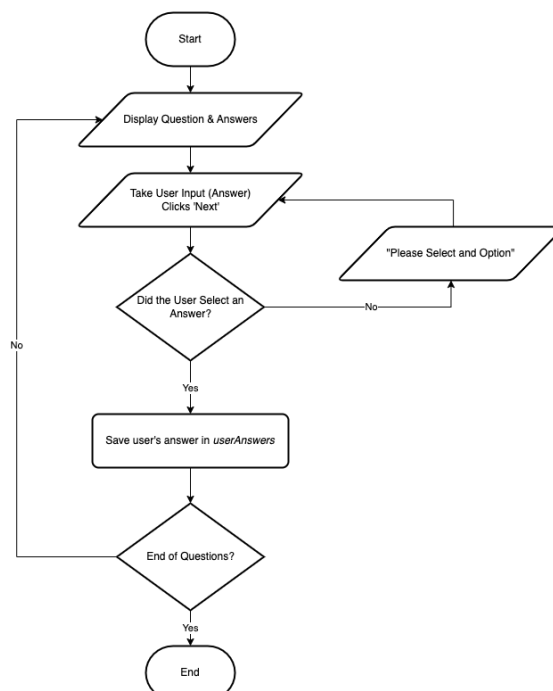 Start
Display Question & Answers
Take User Input (Answer)
Clicks 'Next'
"Please Select and Option"
Did the User Select an
Answer?
No
No
Yes
Save user's answer in userAnswers
End of Questions?
Yes
End